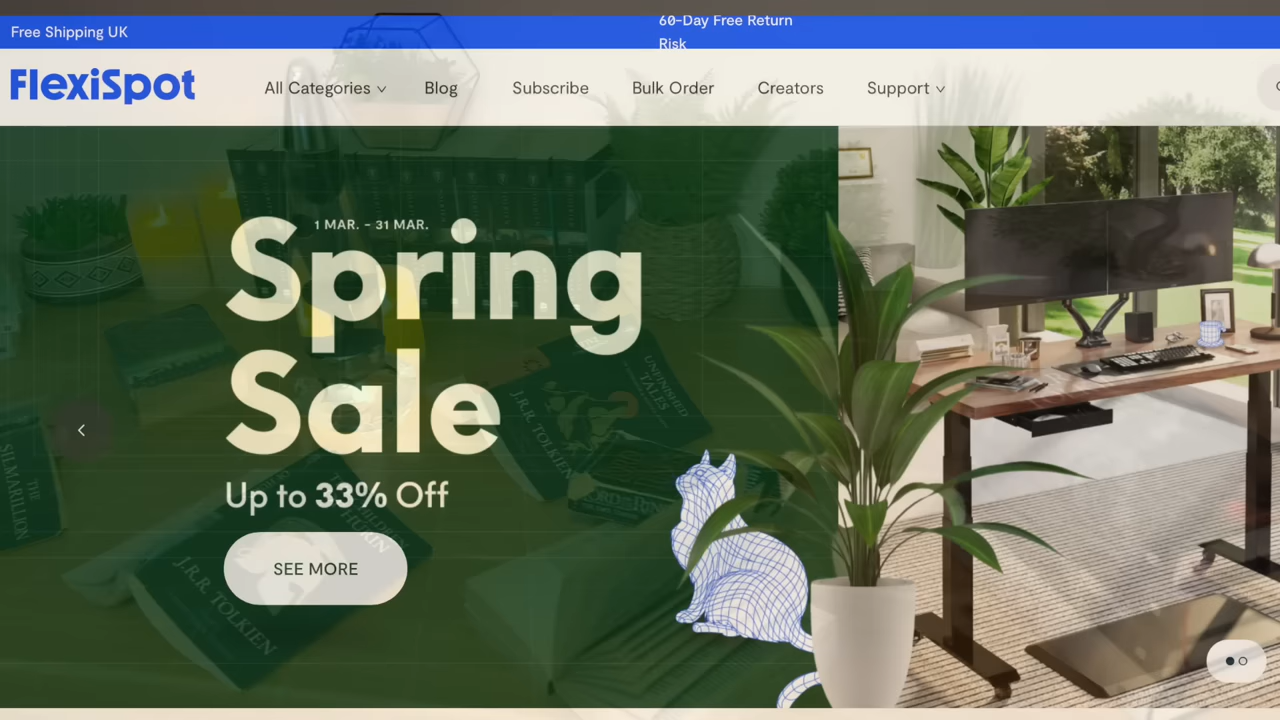 Free Shipping UK
60-Day Free Return
Risk
FlexiSpot
All Categories
Blog
Subscribe
Bulk Order
Creators
Support
1 MAR. - 31 MAR.
Spring
Sale
Up to 33% Off
SEE MORE
UNFINISHED
TALES
J.R.R. TOLKIEN
THE
SILMARILLION
J.R.R. TOLKIEN